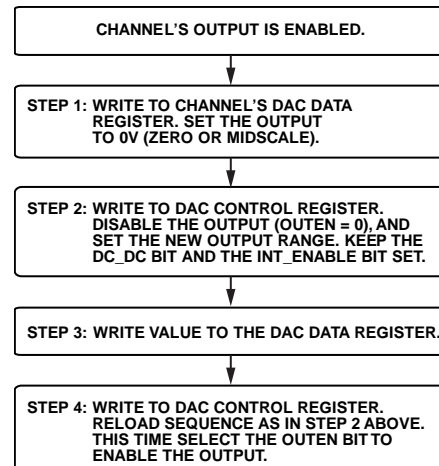 CHANNEL'S OUTPUT IS ENABLED.
STEP 1: WRITE TO CHANNEL'S DAC DATA
REGISTER. SET THE OUTPUT
TO 0V (ZERO OR MIDSCALE).
STEP 2: WRITE TO DAC CONTROL REGISTER.
DISABLE THE OUTPUT (OUTEN = 0), AND
SET THE NEW OUTPUT RANGE. KEEP THE
DC_DC BIT AND THE INT_ENABLE BIT SET.
STEP 3: WRITE VALUE TO THE DAC DATA REGISTER.
STEP 4: WRITE TO DAC CONTROL REGISTER.
RELOAD SEQUENCE AS IN STEP 2 ABOVE.
THIS TIME SELECT THE OUTEN BIT TO
ENABLE THE OUTPUT.